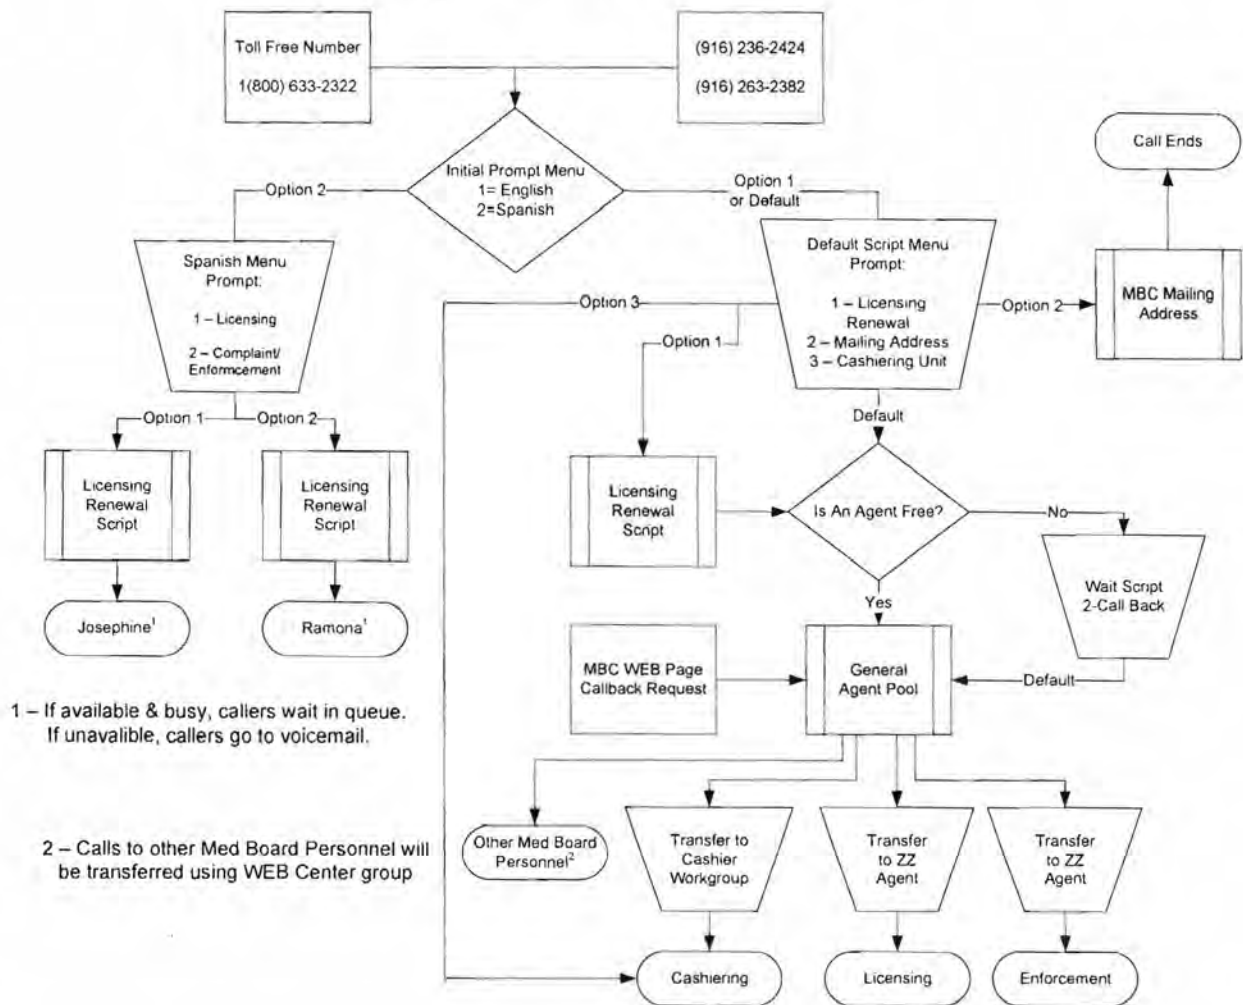 Toll Free Number
1(800) 633-2322
(916) 236-2424
(916) 263-2382
Call Ends
Initial Prompt Menu
1= English
2=Spanish
Option 2
Option 1
or Default
Spanish Menu
Prompt:
1 – Licensing
2 – Complaint/
Enformcement
Default Script Menu
Prompt:
1 – Licensing
Renewal
2 – Mailing Address
3 – Cashiering Unit
Option 3
Option 2
MBC Mailing
Address
Option 1
Option 1
Option 2
Default
Licensing
Renewal
Script
Licensing
Renewal
Script
Licensing
Renewal
Script
Is An Agent Free?
No
Wait Script
2-Call Back
Yes
Josephine1
Ramona1
MBC WEB Page
Callback Request
General
Agent Pool
Default
1 – If available & busy, callers wait in queue.
If unavalible, callers go to voicemail.
2 – Calls to other Med Board Personnel will
be transferred using WEB Center group
Other Med Board
Personnel2
Transfer to
Cashier
Workgroup
Transfer
to ZZ
Agent
Transfer
to ZZ
Agent
Cashiering
Licensing
Enforcement